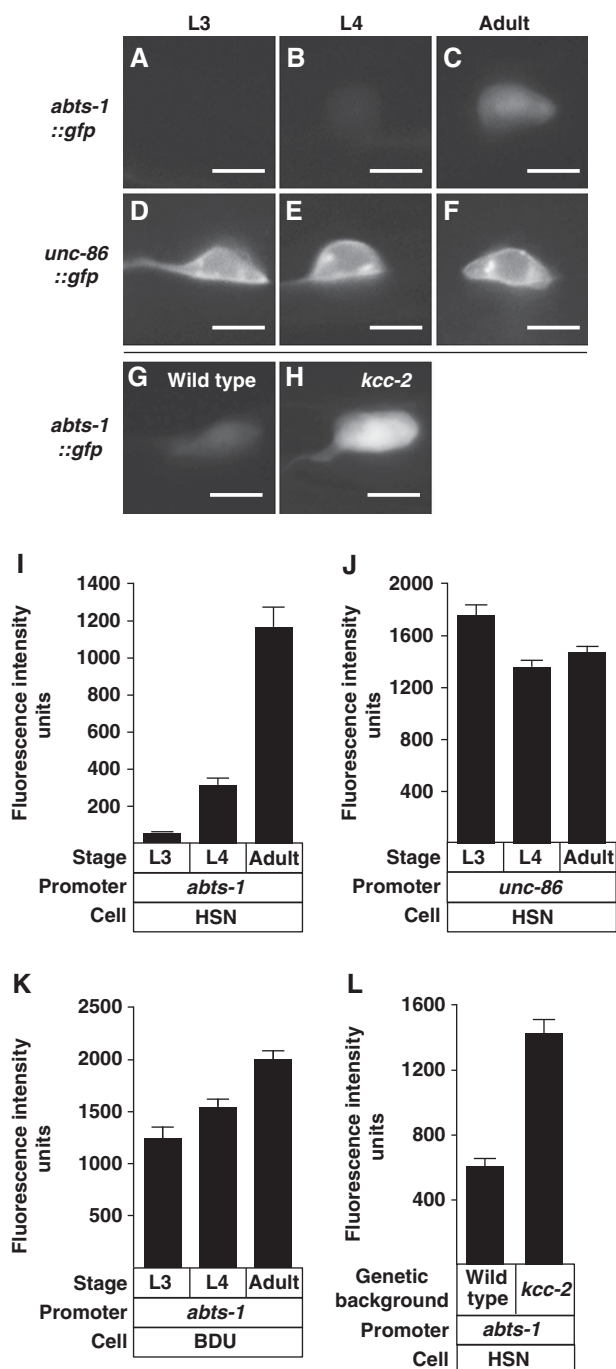 L3 L4 Adult
A B C
abts-1
::gfp
D E F
unc-86
::gfp
G Wild type H kcc-2
abts-1
::gfp
I
Fluorescence intensity
units
1400
1200
1000
800
600
400
200
Stage L3 L4 Adult
Promoter abts-1
Cell HSN
J
Fluorescence intensity
units
2000
1600
1200
800
400
Stage L3 L4 Adult
Promoter unc-86
Cell HSN
K
Fluorescence intensity
units
2500
2000
1500
1000
500
Stage L3 L4 Adult
Promoter abts-1
Cell BDU
L
Fluorescence intensity
units
1600
1200
800
400
Genetic
background
Wild
type
kcc-2
Promoter abts-1
Cell HSN